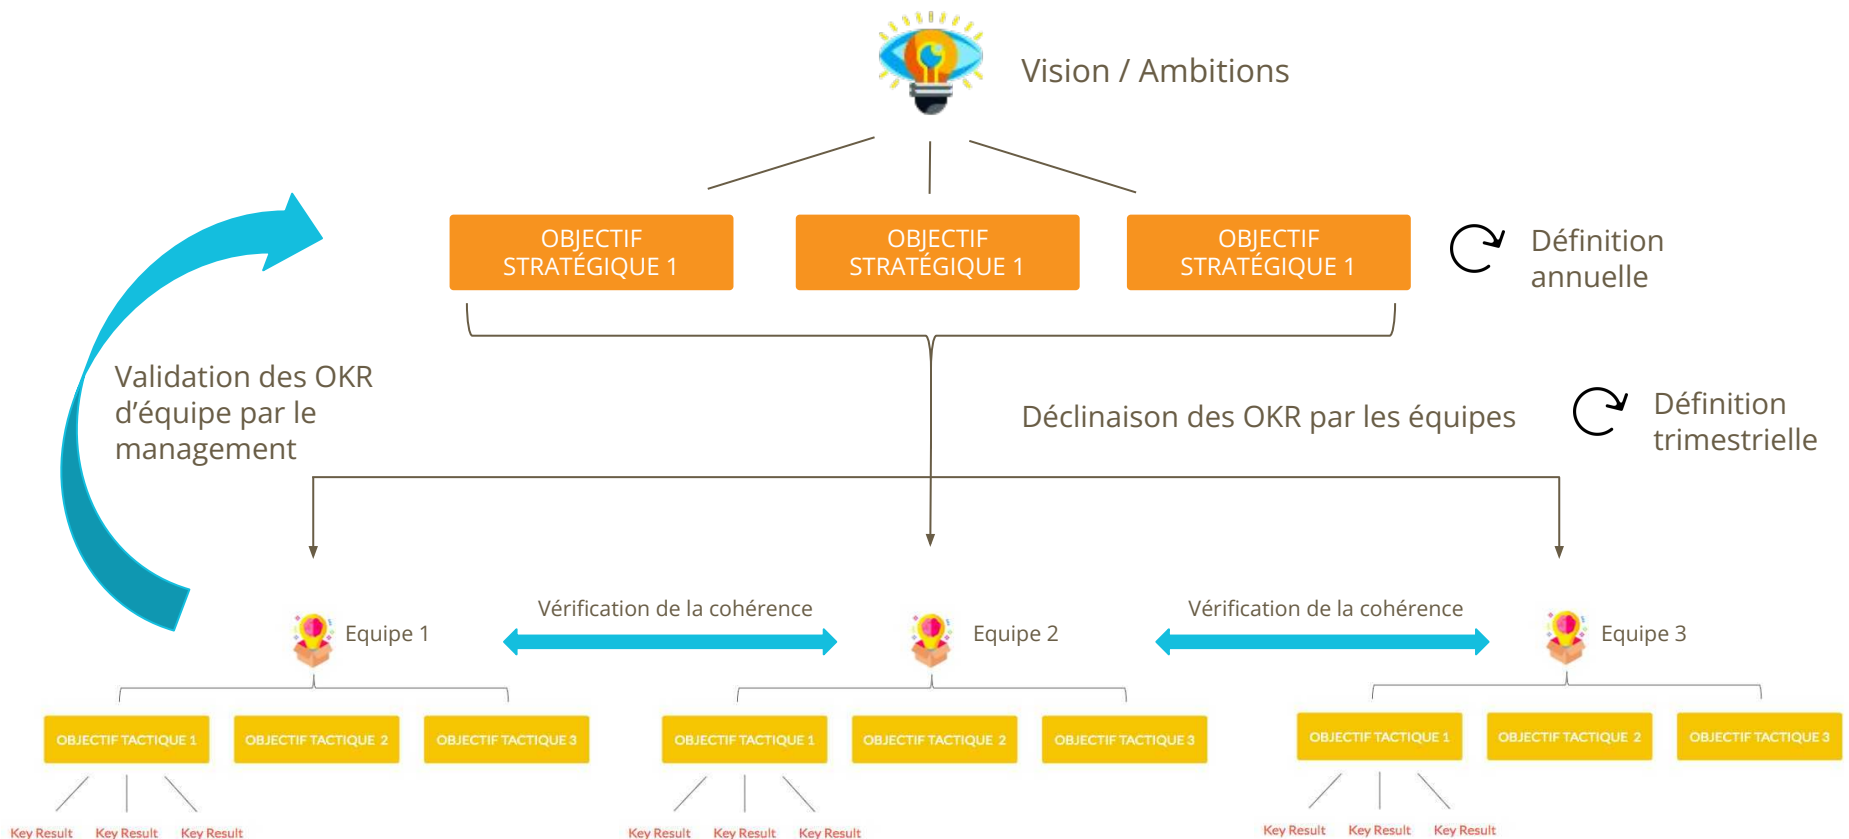 Vision / Ambitions
OBJECTIF
STRATÉGIQUE 1
OBJECTIF
STRATÉGIQUE 1
OBJECTIF
STRATÉGIQUE 1
Définition
annuelle
Validation des OKR
d’équipe par le
management
Déclinaison des OKR par les équipes
Définition
trimestrielle
Equipe 1
Vérification de la cohérence
Equipe 2
Vérification de la cohérence
Equipe 3
OBJECTIF TACTIQUE 1
OBJECTIF TACTIQUE 2
OBJECTIF TACTIQUE 3
OBJECTIF TACTIQUE 1
OBJECTIF TACTIQUE 2
OBJECTIF TACTIQUE 3
OBJECTIF TACTIQUE 1
OBJECTIF TACTIQUE 2
OBJECTIF TACTIQUE 3
Key Result
Key Result
Key Result
Key Result
Key Result
Key Result
Key Result
Key Result
Key Result